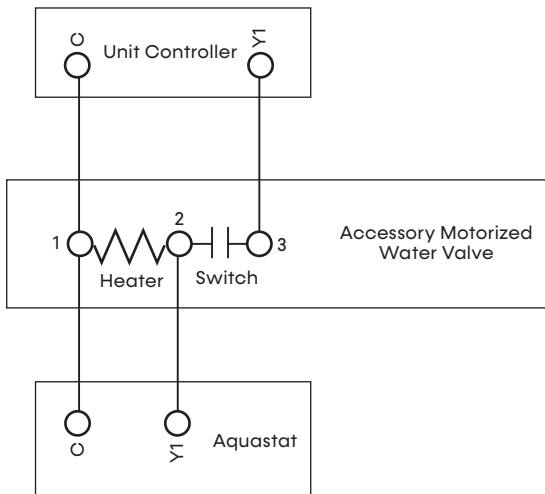 C
Unit Controller
Y1
1
2
3
Heater
Switch
Accessory Motorized
Water Valve
C
Y1
Aquastat